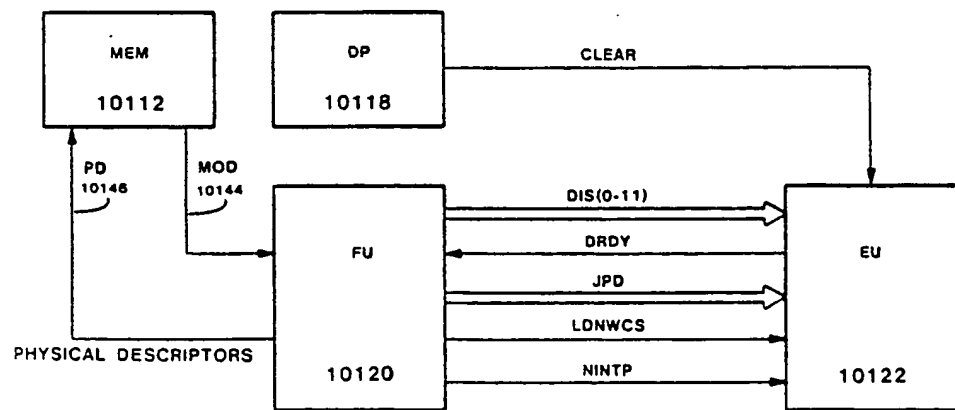 MEM
10112
DP
10118
CLEAR
PD
10146
MOD
10144
PHYSICAL DESCRIPTORS
FU
10120
DIS(0-11)
DRDY
JPD
LDNWCS
NINTP
EU
10122